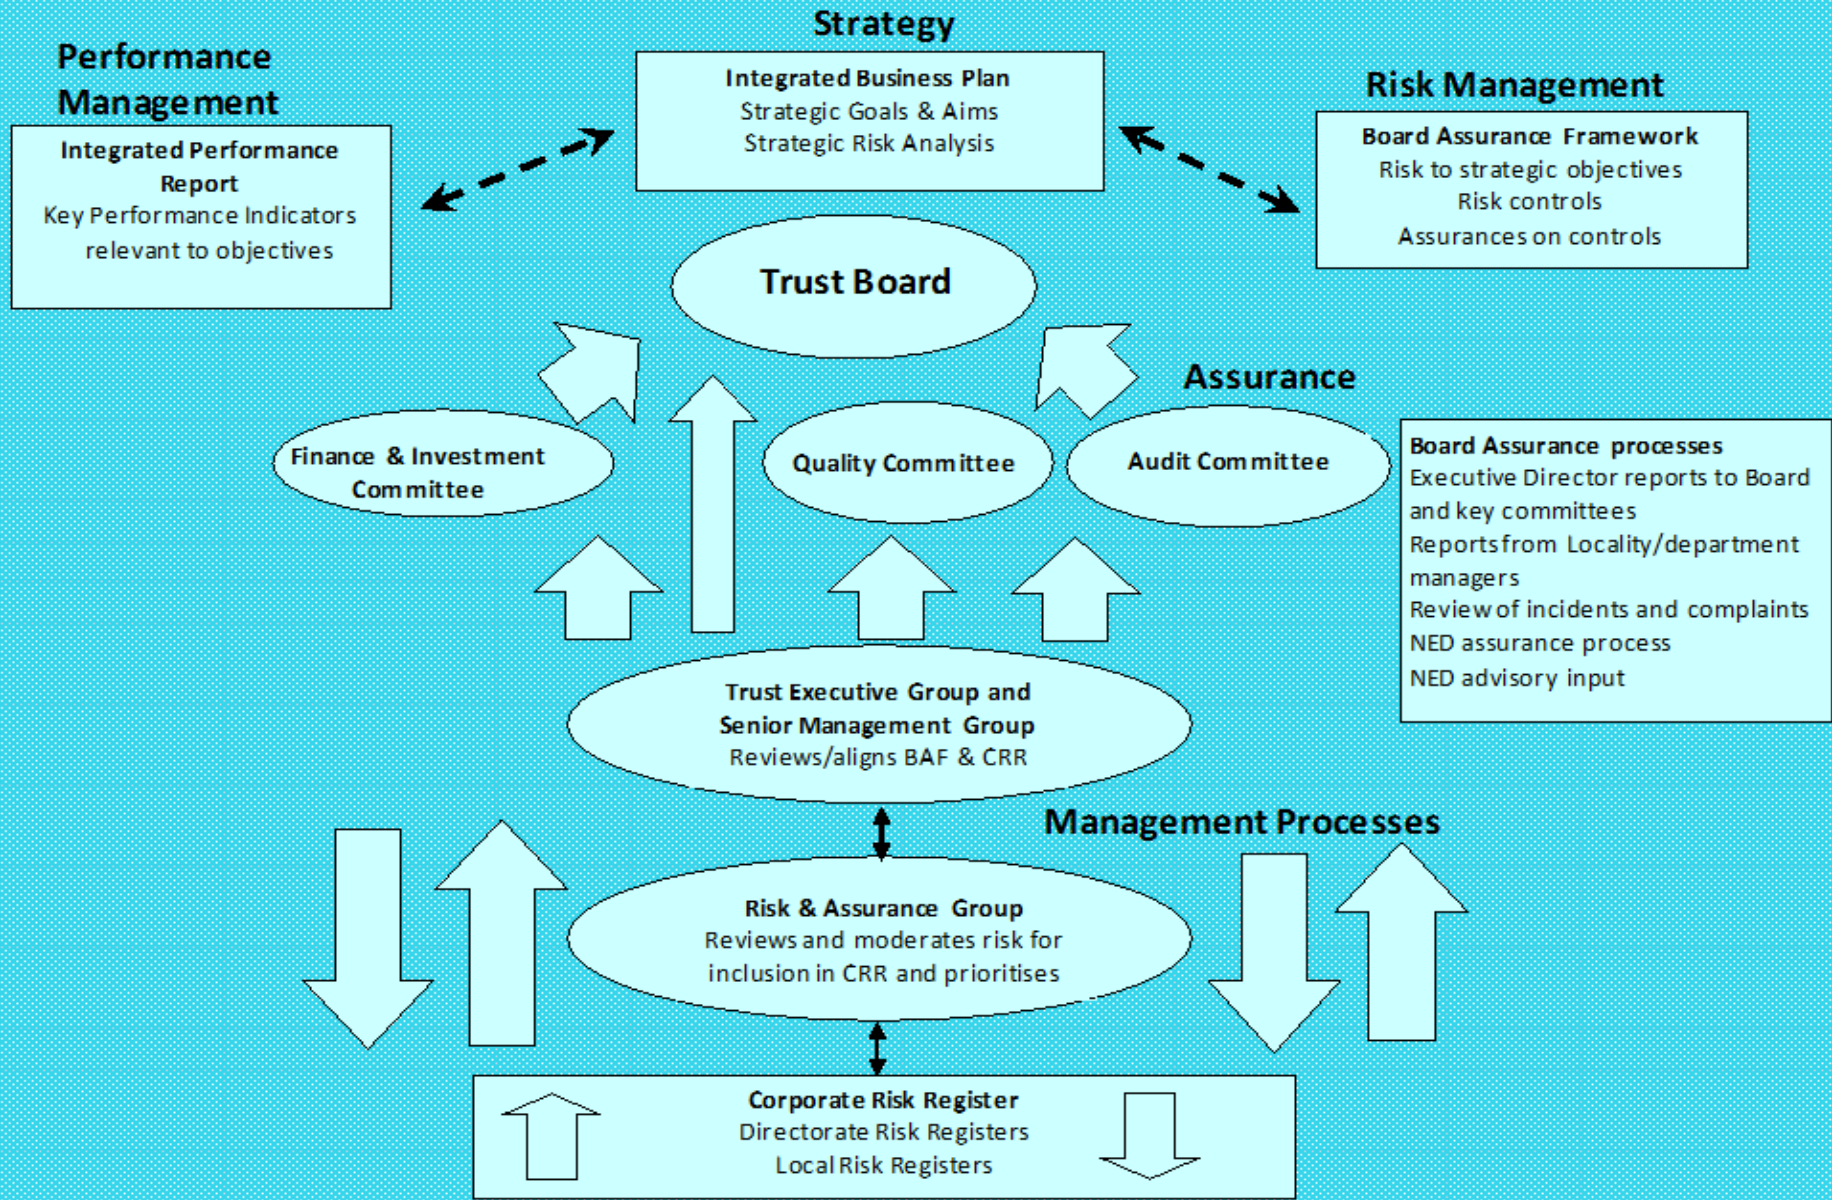 Strategy
Performance
Management
Integrated Business Plan
Strategic Goals & Aims
Strategic Risk Analysis
Risk Management
Integrated Performance
Report
Key Performance Indicators
relevant to objectives
Board Assurance Framework
Risk to strategic objectives
Risk controls
Assurances on controls
Trust Board
Assurance
Finance & Investment
Committee
Quality Committee
Audit Committee
Board Assurance processes
Executive Director reports to Board
and key committees
Reports from Locality/department
managers
Review of incidents and complaints
NED assurance process
NED advisory input
Trust Executive Group and
Senior Management Group
Reviews/aligns BAF & CRR
Management Processes
Risk & Assurance Group
Reviews and moderates risk for
inclusion in CRR and prioritises
Corporate Risk Register
Directorate Risk Registers
Local Risk Registers